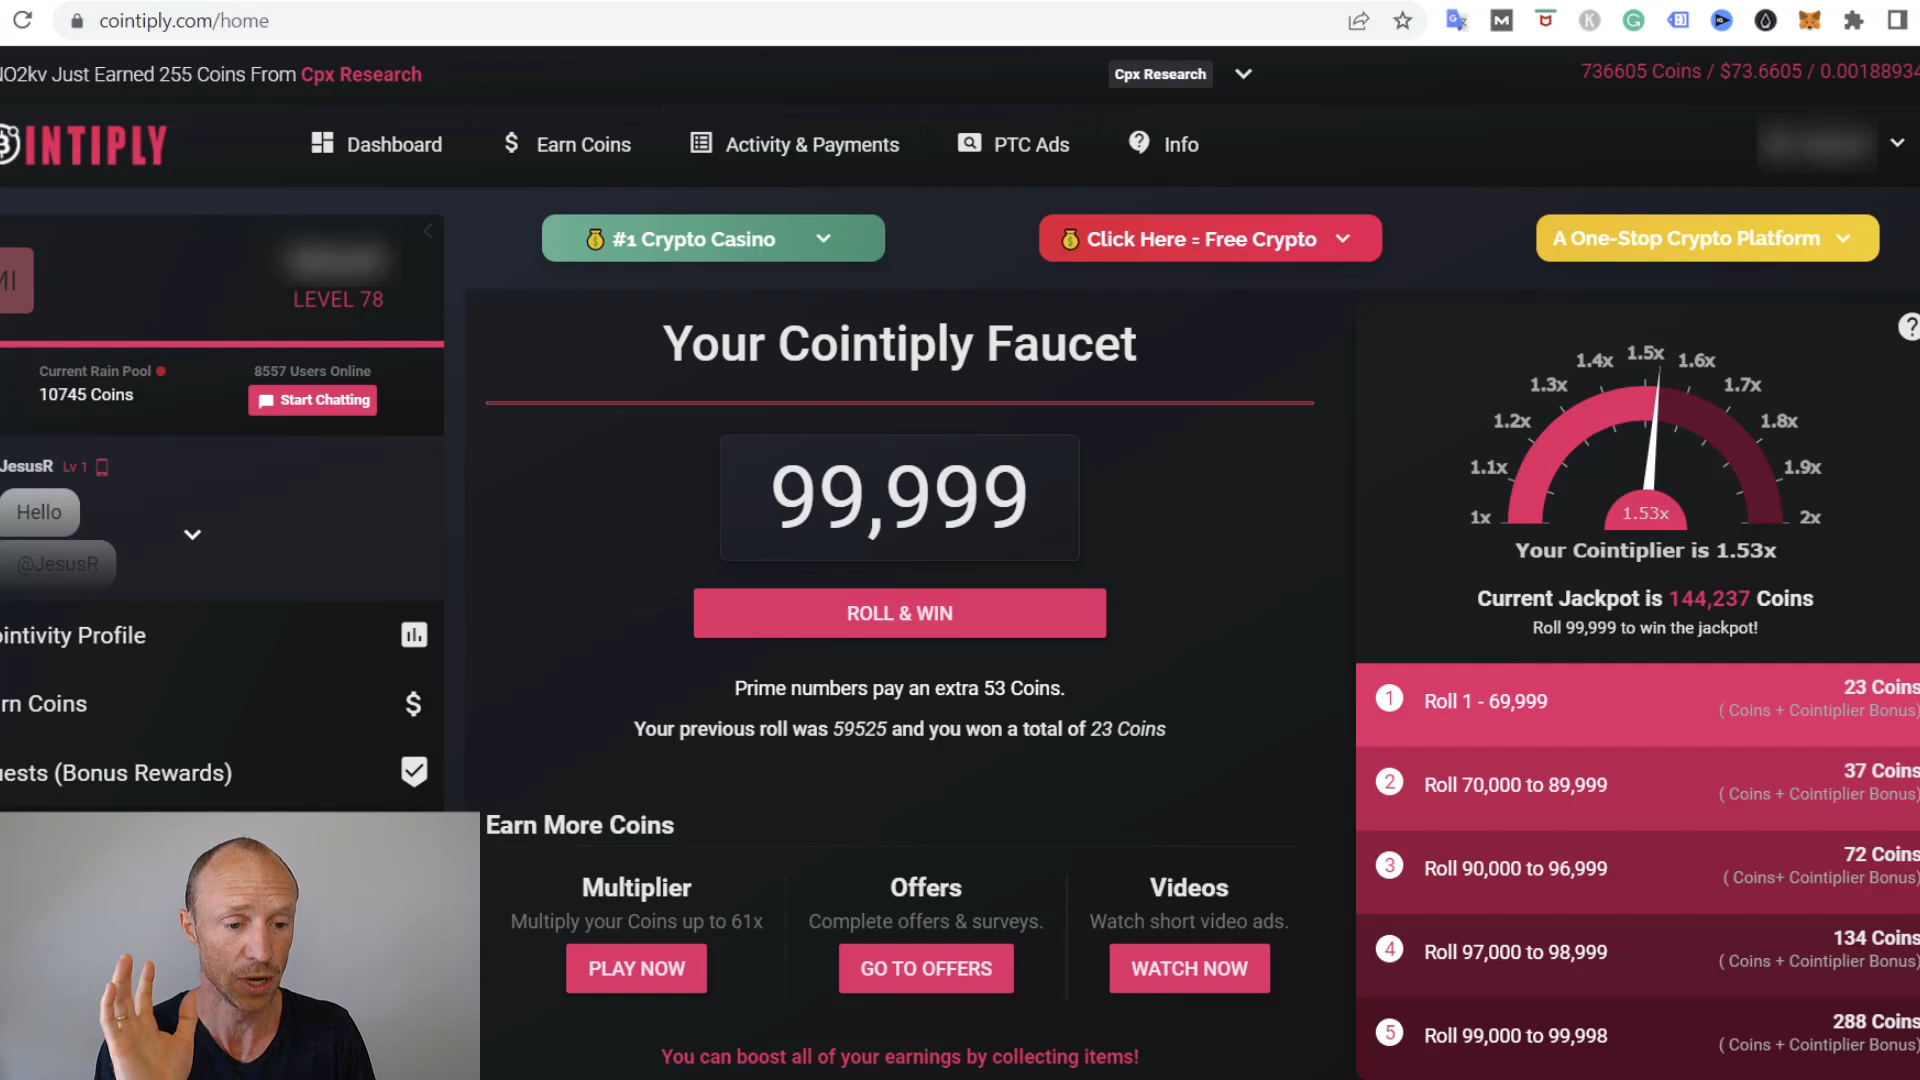 cointiply.com/home
NO2kv Just Earned 255 Coins From Cpx Research
Cpx Research
736605 Coins / $73.6605 / 0.00188934
INTIPLY
Dashboard
Earn Coins
Activity & Payments
PTC Ads
Info
#1 Crypto Casino
Click Here = Free Crypto
A One-Stop Crypto Platform
MI
LEVEL 78
Current Rain Pool
10745 Coins
8557 Users Online
Start Chatting
JesusR Lv 1
Hello
@JesusR
ointivity Profile
rn Coins
uests (Bonus Rewards)
Your Cointiply Faucet
99,999
ROLL & WIN
Prime numbers pay an extra 53 Coins.
Your previous roll was 59525 and you won a total of 23 Coins
Earn More Coins
Multiplier
Multiply your Coins up to 61x
PLAY NOW
Offers
Complete offers & surveys.
GO TO OFFERS
Videos
Watch short video ads.
WATCH NOW
You can boost all of your earnings by collecting items!
1x
1.1x
1.2x
1.3x
1.4x
1.5x
1.6x
1.7x
1.8x
1.9x
2x
1.53x
Your Cointiplier is 1.53x
Current Jackpot is 144,237 Coins
Roll 99,999 to win the jackpot!
1 Roll 1 - 69,999 23 Coins
( Coins + Cointiplier Bonus)
2 Roll 70,000 to 89,999 37 Coins
( Coins + Cointiplier Bonus)
3 Roll 90,000 to 96,999 72 Coins
( Coins+ Cointiplier Bonus)
4 Roll 97,000 to 98,999 134 Coins
( Coins + Cointiplier Bonus)
5 Roll 99,000 to 99,998 288 Coins
( Coins + Cointiplier Bonus)